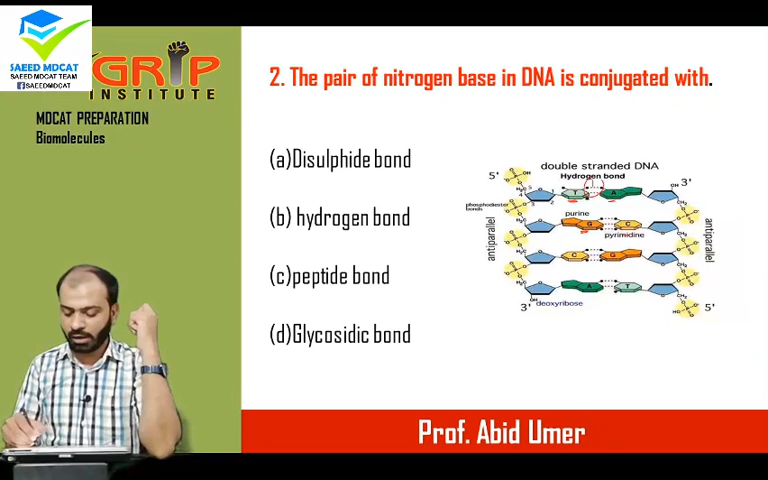 SAEED MDCAT
SAEED MDCAT TEAM
f SAEEDMDCAT
GRIP
INSTITUTE
MDCAT PREPARATION
Biomolecules
2. The pair of nitrogen base in DNA is conjugated with.
(a)Disulphide bond
(b) hydrogen bond
(c)peptide bond
(d)Glycosidic bond
double stranded DNA
Hydrogen bond
5'
OH
3'
T
A
phosphodiester
bonds
purine
G
C
pyrimidine
antiparallel
antiparallel
C
G
A
T
OH
3'
deoxyribose
5'
Prof. Abid Umer